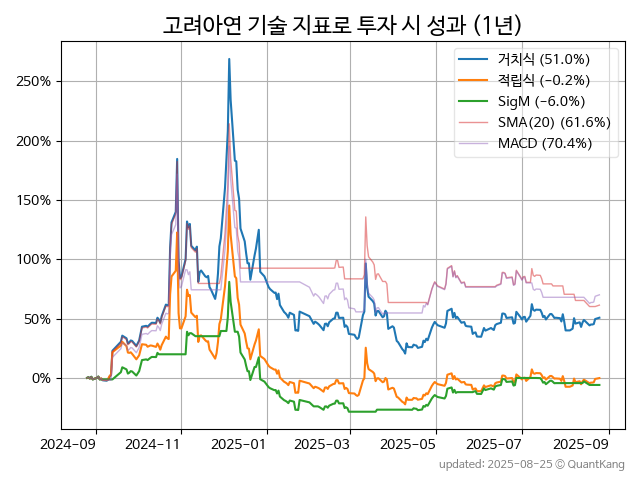 고려아연 기술 지표로 투자 시 성과 (1년)
거치식 (51.0%)
적립식 (−0.2%)
SigM (−6.0%)
SMA(20) (61.6%)
MACD (70.4%)
250%
200%
150%
100%
50%
0%
2024-09 2024-11 2025-01 2025-03 2025-05 2025-07 2025-09
updated: 2025-08-25 © QuantKang